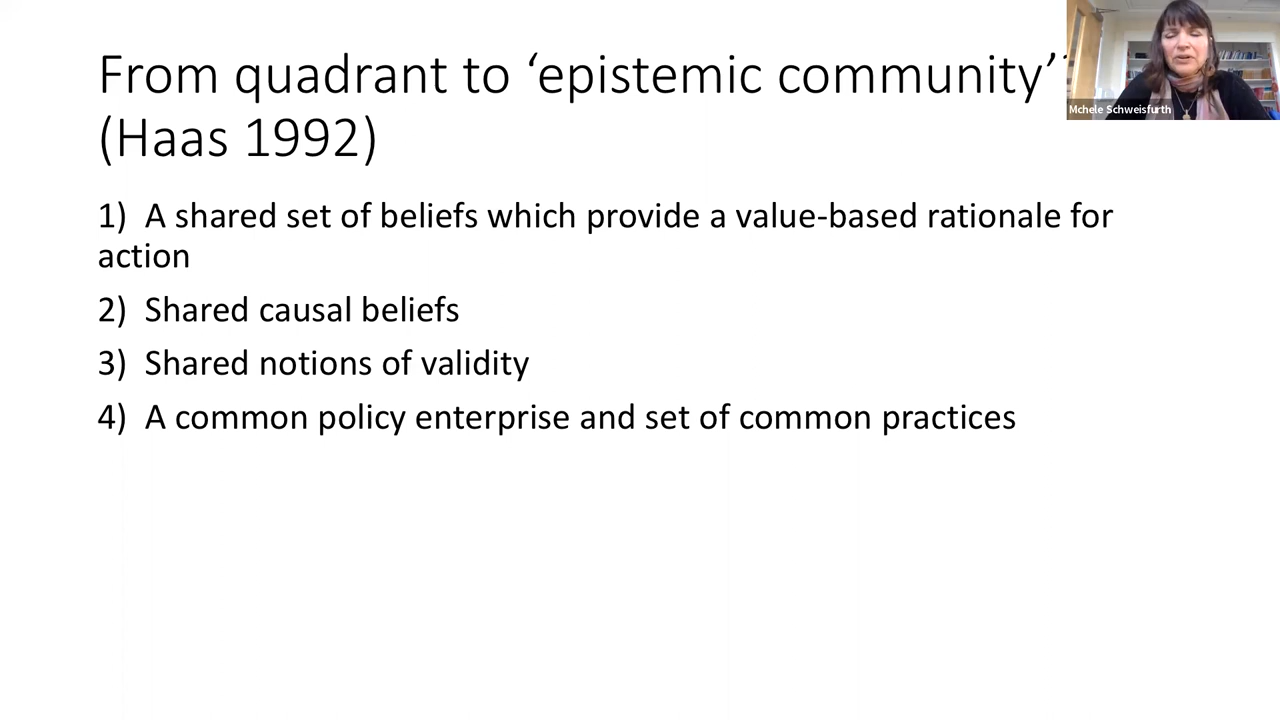 From quadrant to ‘epistemic community’?
(Haas 1992)
1) A shared set of beliefs which provide a value-based rationale for
action
2) Shared causal beliefs
3) Shared notions of validity
4) A common policy enterprise and set of common practices
Mchele Schweisfurth